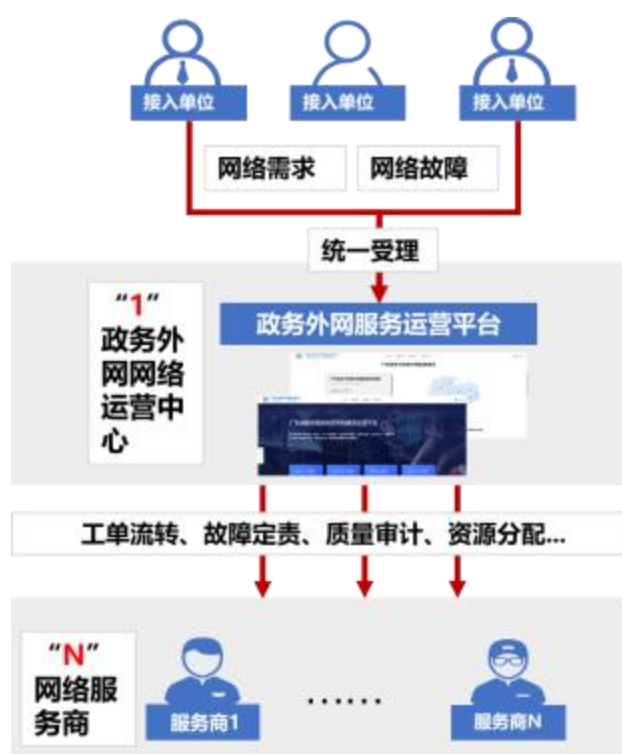 接入单位
接入单位
接入单位
网络需求
网络故障
统一受理
“1”
政务外
网网络
运营中
心
政务外网服务运营平台
工单流转、故障定责、质量审计、资源分配...
“N”
网络服
务商
服务商1
......
服务商N